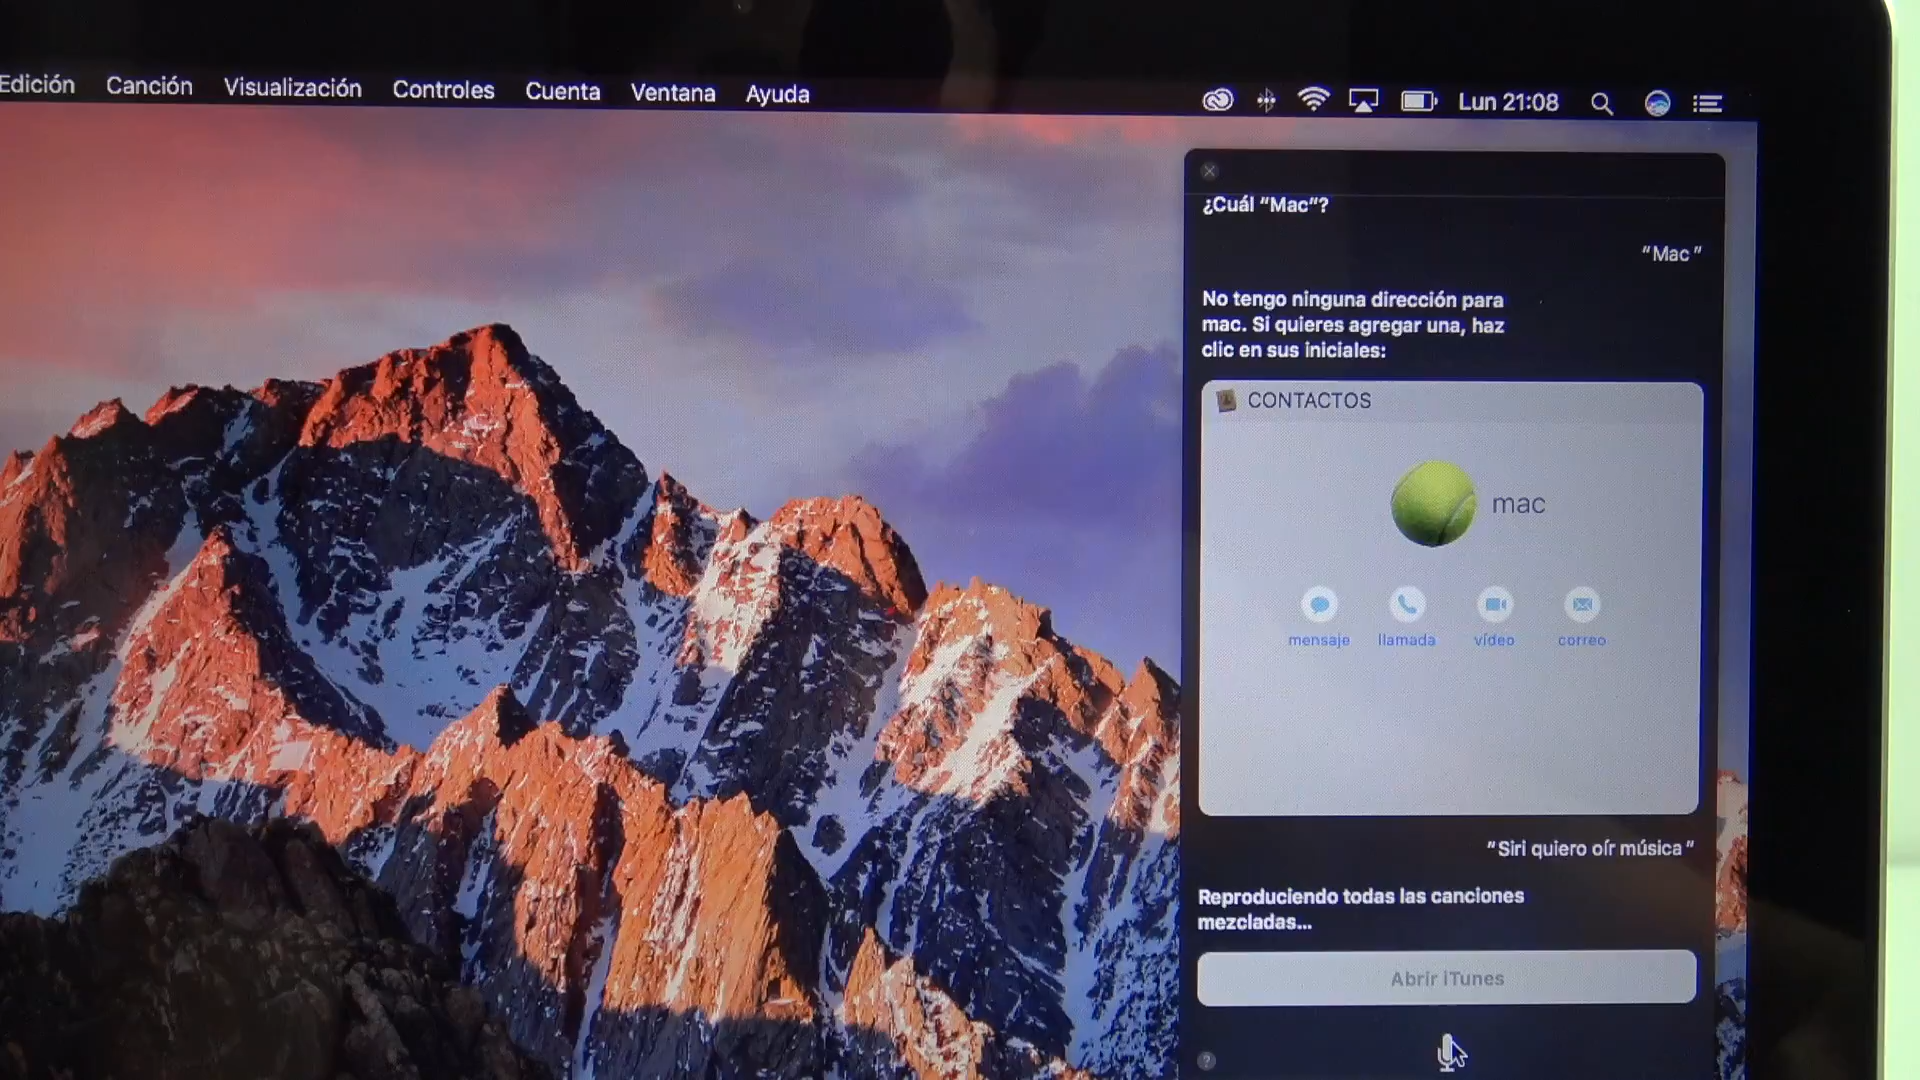 Edición Canción Visualización Controles Cuenta Ventana Ayuda Lun 21:08
¿Cuál “Mac“?
“Mac”
No tengo ninguna dirección para
mac. Si quieres agregar una, haz
clic en sus iniciales:
CONTACTOS
mac
mensaje llamada vídeo correo
“Siri quiero oír música”
Reproduciendo todas las canciones
mezcladas...
Abrir iTunes
?